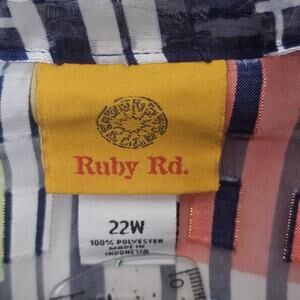 Ruby Rd.
22W
100% POLYESTER
MADE IN
INDONESIA